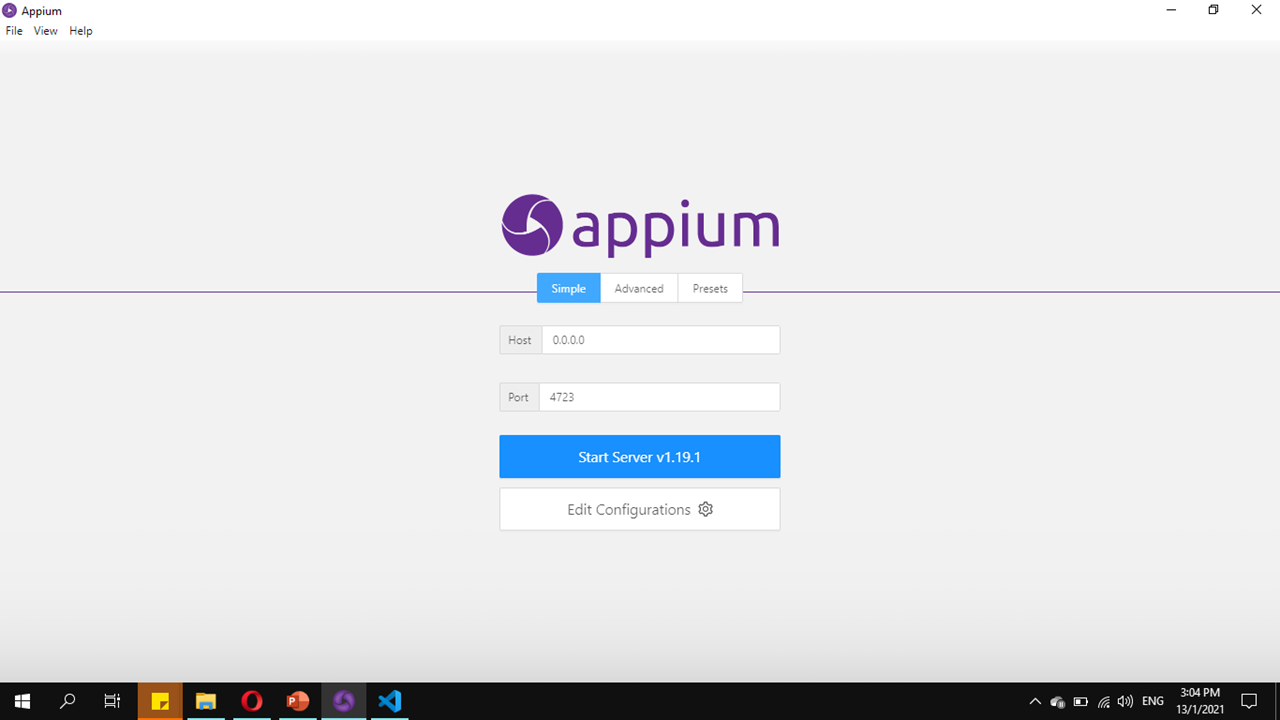 Appium
File View Help
appium
Simple Advanced Presets
Host 0.0.0.0
Port 4723
Start Server v1.19.1
Edit Configurations
P
ENG
3:04 PM
13/1/2021